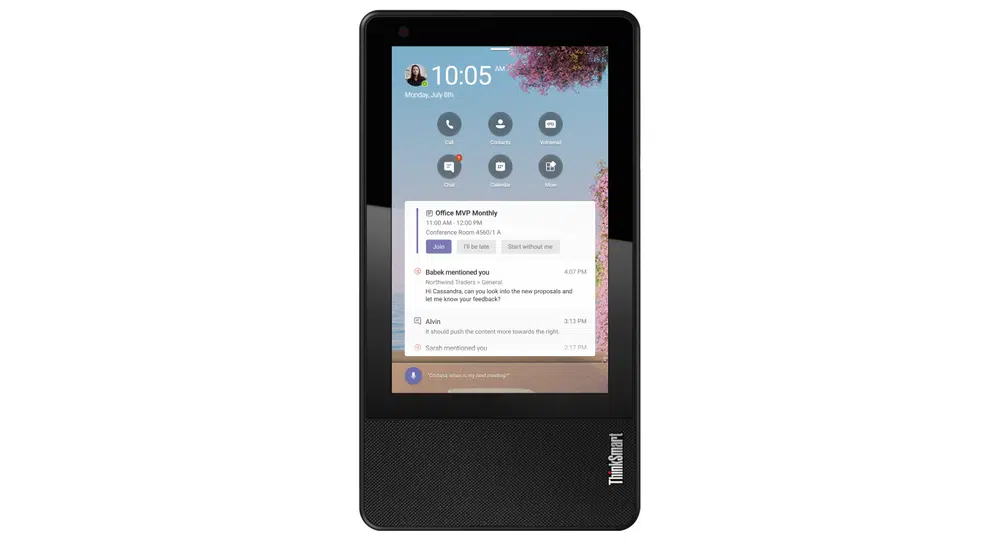 10:05 AM
Monday, July 8th
Call
Contacts
Voicemail
Chat
Calendar
More
Office MVP Monthly
11:00 AM - 12:00 PM
Conference Room 4560/1 A
Join
I'll be late
Start without me
Babek mentioned you 4:07 PM
Northwind Traders > General
Hi Cassandra, can you look into the new proposals and
let me know your feedback?
Alvin 3:13 PM
It should push the content more towards the right.
Sarah mentioned you 2:17 PM
"Cortana, when is my next meeting?"
ThinkSmart